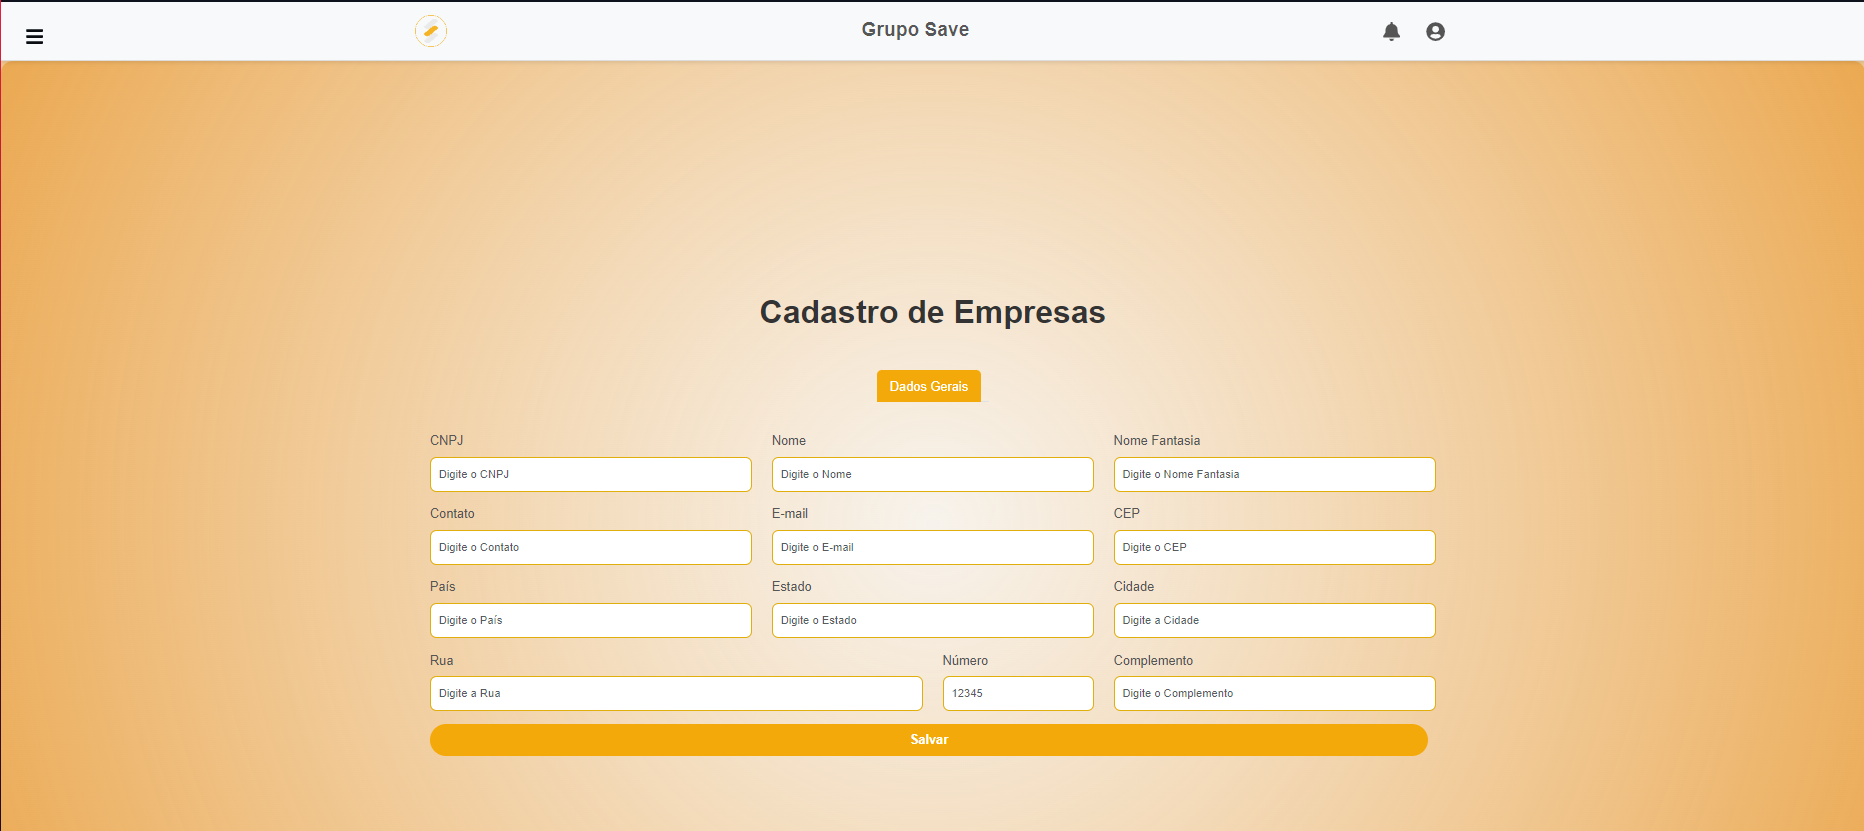 Grupo Save
Cadastro de Empresas
Dados Gerais
CNPJ Nome Nome Fantasia
Digite o CNPJ Digite o Nome Digite o Nome Fantasia
Contato E-mail CEP
Digite o Contato Digite o E-mail Digite o CEP
País Estado Cidade
Digite o País Digite o Estado Digite a Cidade
Rua Número Complemento
Digite a Rua 12345 Digite o Complemento
Salvar